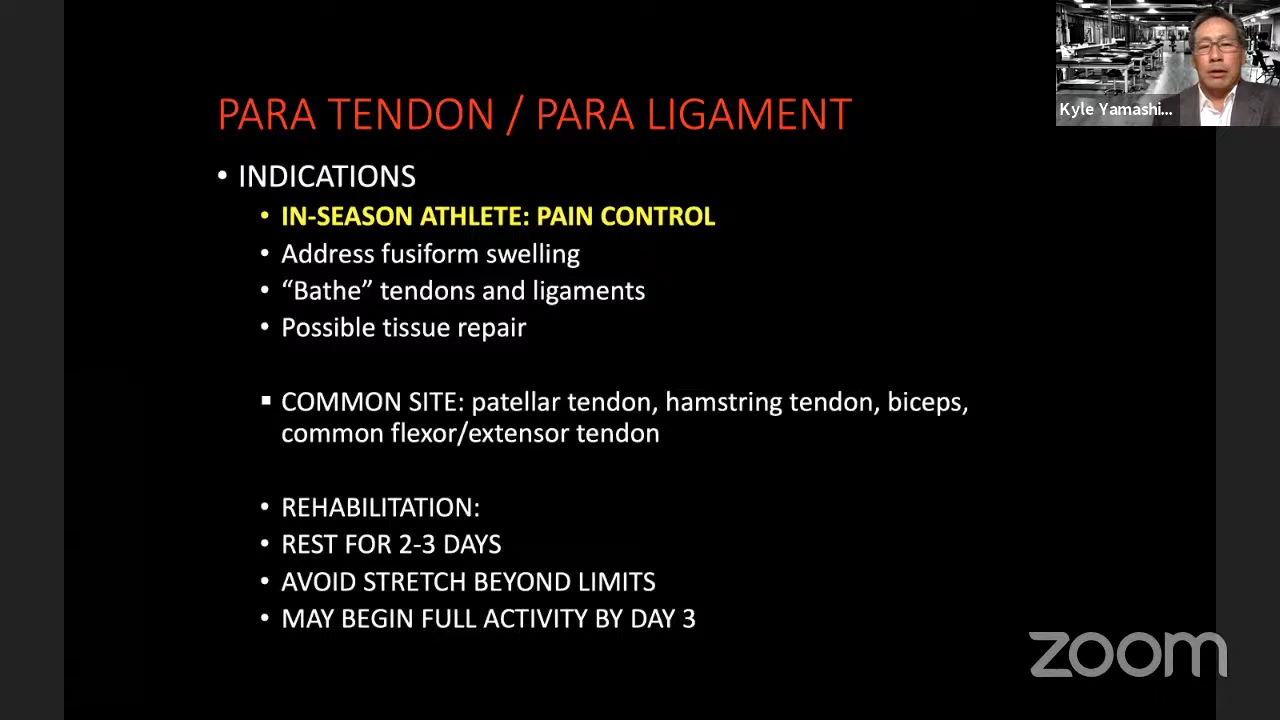 Kyle Yamashi...
PARA TENDON / PARA LIGAMENT
• INDICATIONS
• IN-SEASON ATHLETE: PAIN CONTROL
• Address fusiform swelling
• “Bathe” tendons and ligaments
• Possible tissue repair
▪ COMMON SITE: patellar tendon, hamstring tendon, biceps,
common flexor/extensor tendon
• REHABILITATION:
• REST FOR 2-3 DAYS
• AVOID STRETCH BEYOND LIMITS
• MAY BEGIN FULL ACTIVITY BY DAY 3
zoom